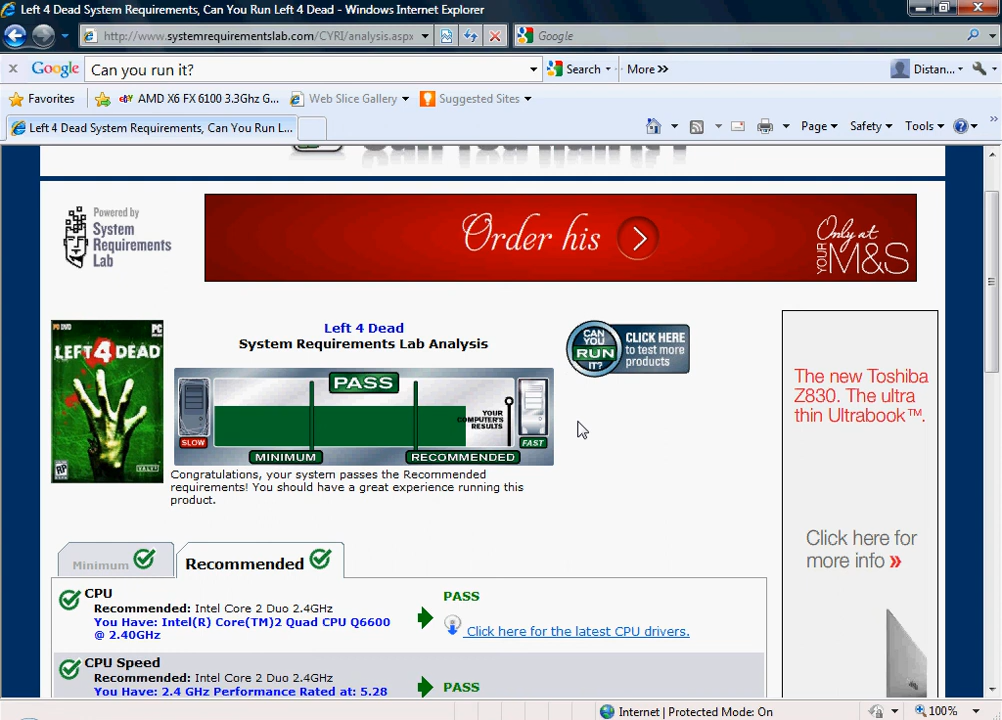 Left 4 Dead System Requirements, Can You Run Left 4 Dead - Windows Internet Explorer
http://www.systemrequirementslab.com/CYRI/analysis.aspx
Google
x Google Can you run it? Search More »
Distan...
Favorites AMD X6 FX 6100 3.3Ghz G... Web Slice Gallery Suggested Sites
Left 4 Dead System Requirements, Can You Run L...
Page Safety Tools »
Powered by
System
Requirements
Lab
Order his
Only at
YOUR
M&S
PC DVD
PC
LEFT 4 DEAD
RP
VALVE
Left 4 Dead
System Requirements Lab Analysis
PASS
YOUR
COMPUTER'S
RESULTS
SLOW
FAST
MINIMUM
RECOMMENDED
Congratulations, your system passes the Recommended
requirements! You should have a great experience running this
product.
CAN
YOU
RUN
IT?
CLICK HERE
to test more
products
The new Toshiba
Z830. The ultra
thin Ultrabook™.
Click here for
more info »
Minimum
Recommended
CPU
Recommended: Intel Core 2 Duo 2.4GHz
You Have: Intel(R) Core(TM)2 Quad CPU Q6600
@ 2.40GHz
PASS
Click here for the latest CPU drivers.
CPU Speed
Recommended: Intel Core 2 Duo 2.4GHz
You Have: 2.4 GHz Performance Rated at: 5.28
PASS
Internet | Protected Mode: On
100%